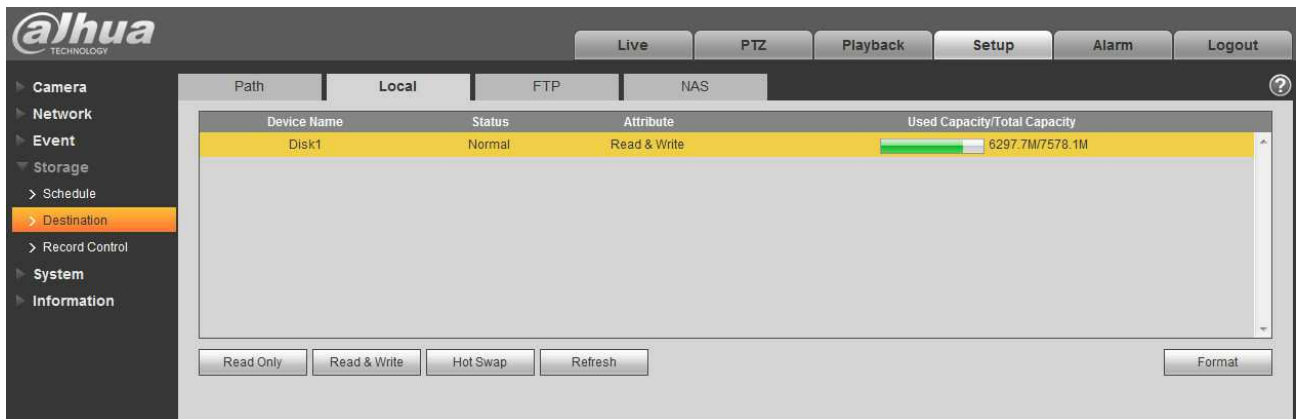 alhua
TECHNOLOGY
Live PTZ Playback Setup Alarm Logout
Camera
Network
Event
Storage
> Schedule
> Destination
> Record Control
System
Information
Path Local FTP NAS ?
Device Name Status Attribute Used Capacity/Total Capacity
Disk1 Normal Read & Write 6297.7M/7578.1M
Read Only Read & Write Hot Swap Refresh Format